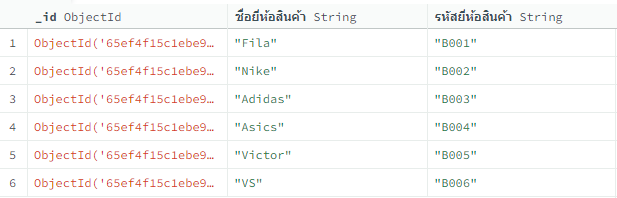 _id ObjectId ชื่อยี่ห้อสินค้า String รหัสยี่ห้อสินค้า String
1 ObjectId('65ef4f15c1ebe9… "Fila" "B001"
2 ObjectId('65ef4f15c1ebe9… "Nike" "B002"
3 ObjectId('65ef4f15c1ebe9… "Adidas" "B003"
4 ObjectId('65ef4f15c1ebe9… "Asics" "B004"
5 ObjectId('65ef4f15c1ebe9… "Victor" "B005"
6 ObjectId('65ef4f15c1ebe9… "VS" "B006"